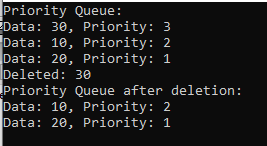 Priority Queue:
Data: 30, Priority: 3
Data: 10, Priority: 2
Data: 20, Priority: 1
Deleted: 30
Priority Queue after deletion:
Data: 10, Priority: 2
Data: 20, Priority: 1